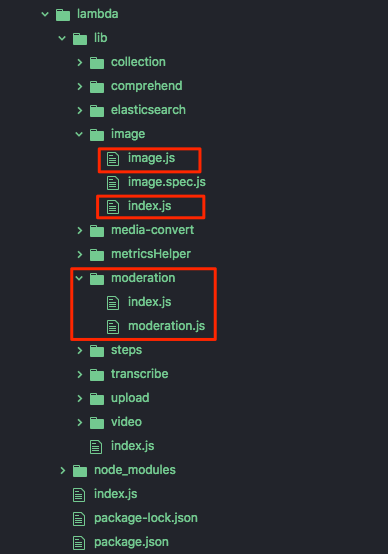 lambda
lib
collection
comprehend
elasticsearch
image
image.js
image.spec.js
index.js
media-convert
metricsHelper
moderation
index.js
moderation.js
steps
transcribe
upload
video
index.js
node_modules
index.js
package-lock.json
package.json